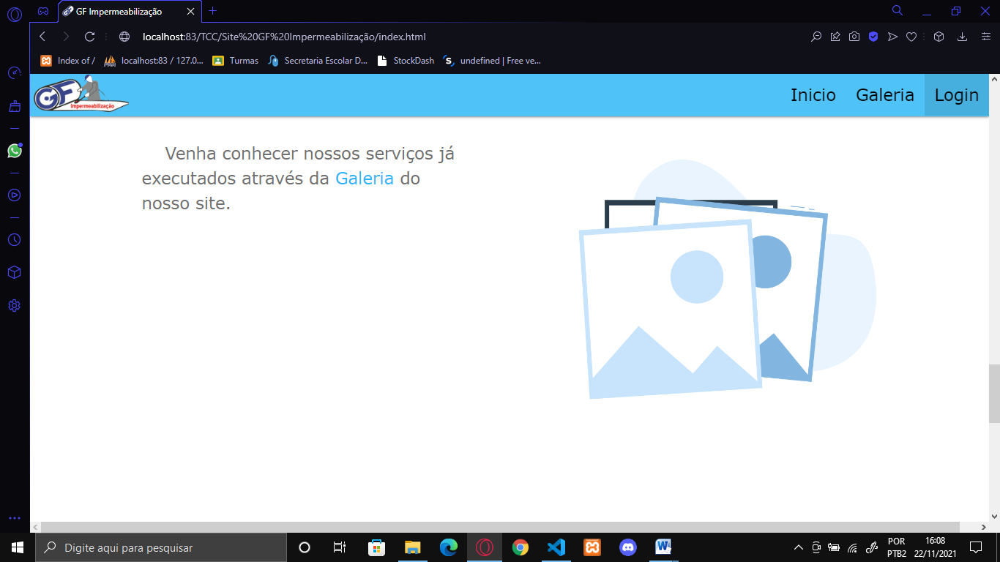 GF Impermeabilização
localhost:83/TCC/Site%20GF%20Impermeabilização/index.html
Index of /
localhost:83 / 127.0...
Turmas
Secretaria Escolar D...
StockDash
undefined | Free ve...
GF
Impermeabilização
Inicio
Galeria
Login
Venha conhecer nossos serviços já
executados através da Galeria do
nosso site.
Digite aqui para pesquisar
POR
PTB2
16:08
22/11/2021